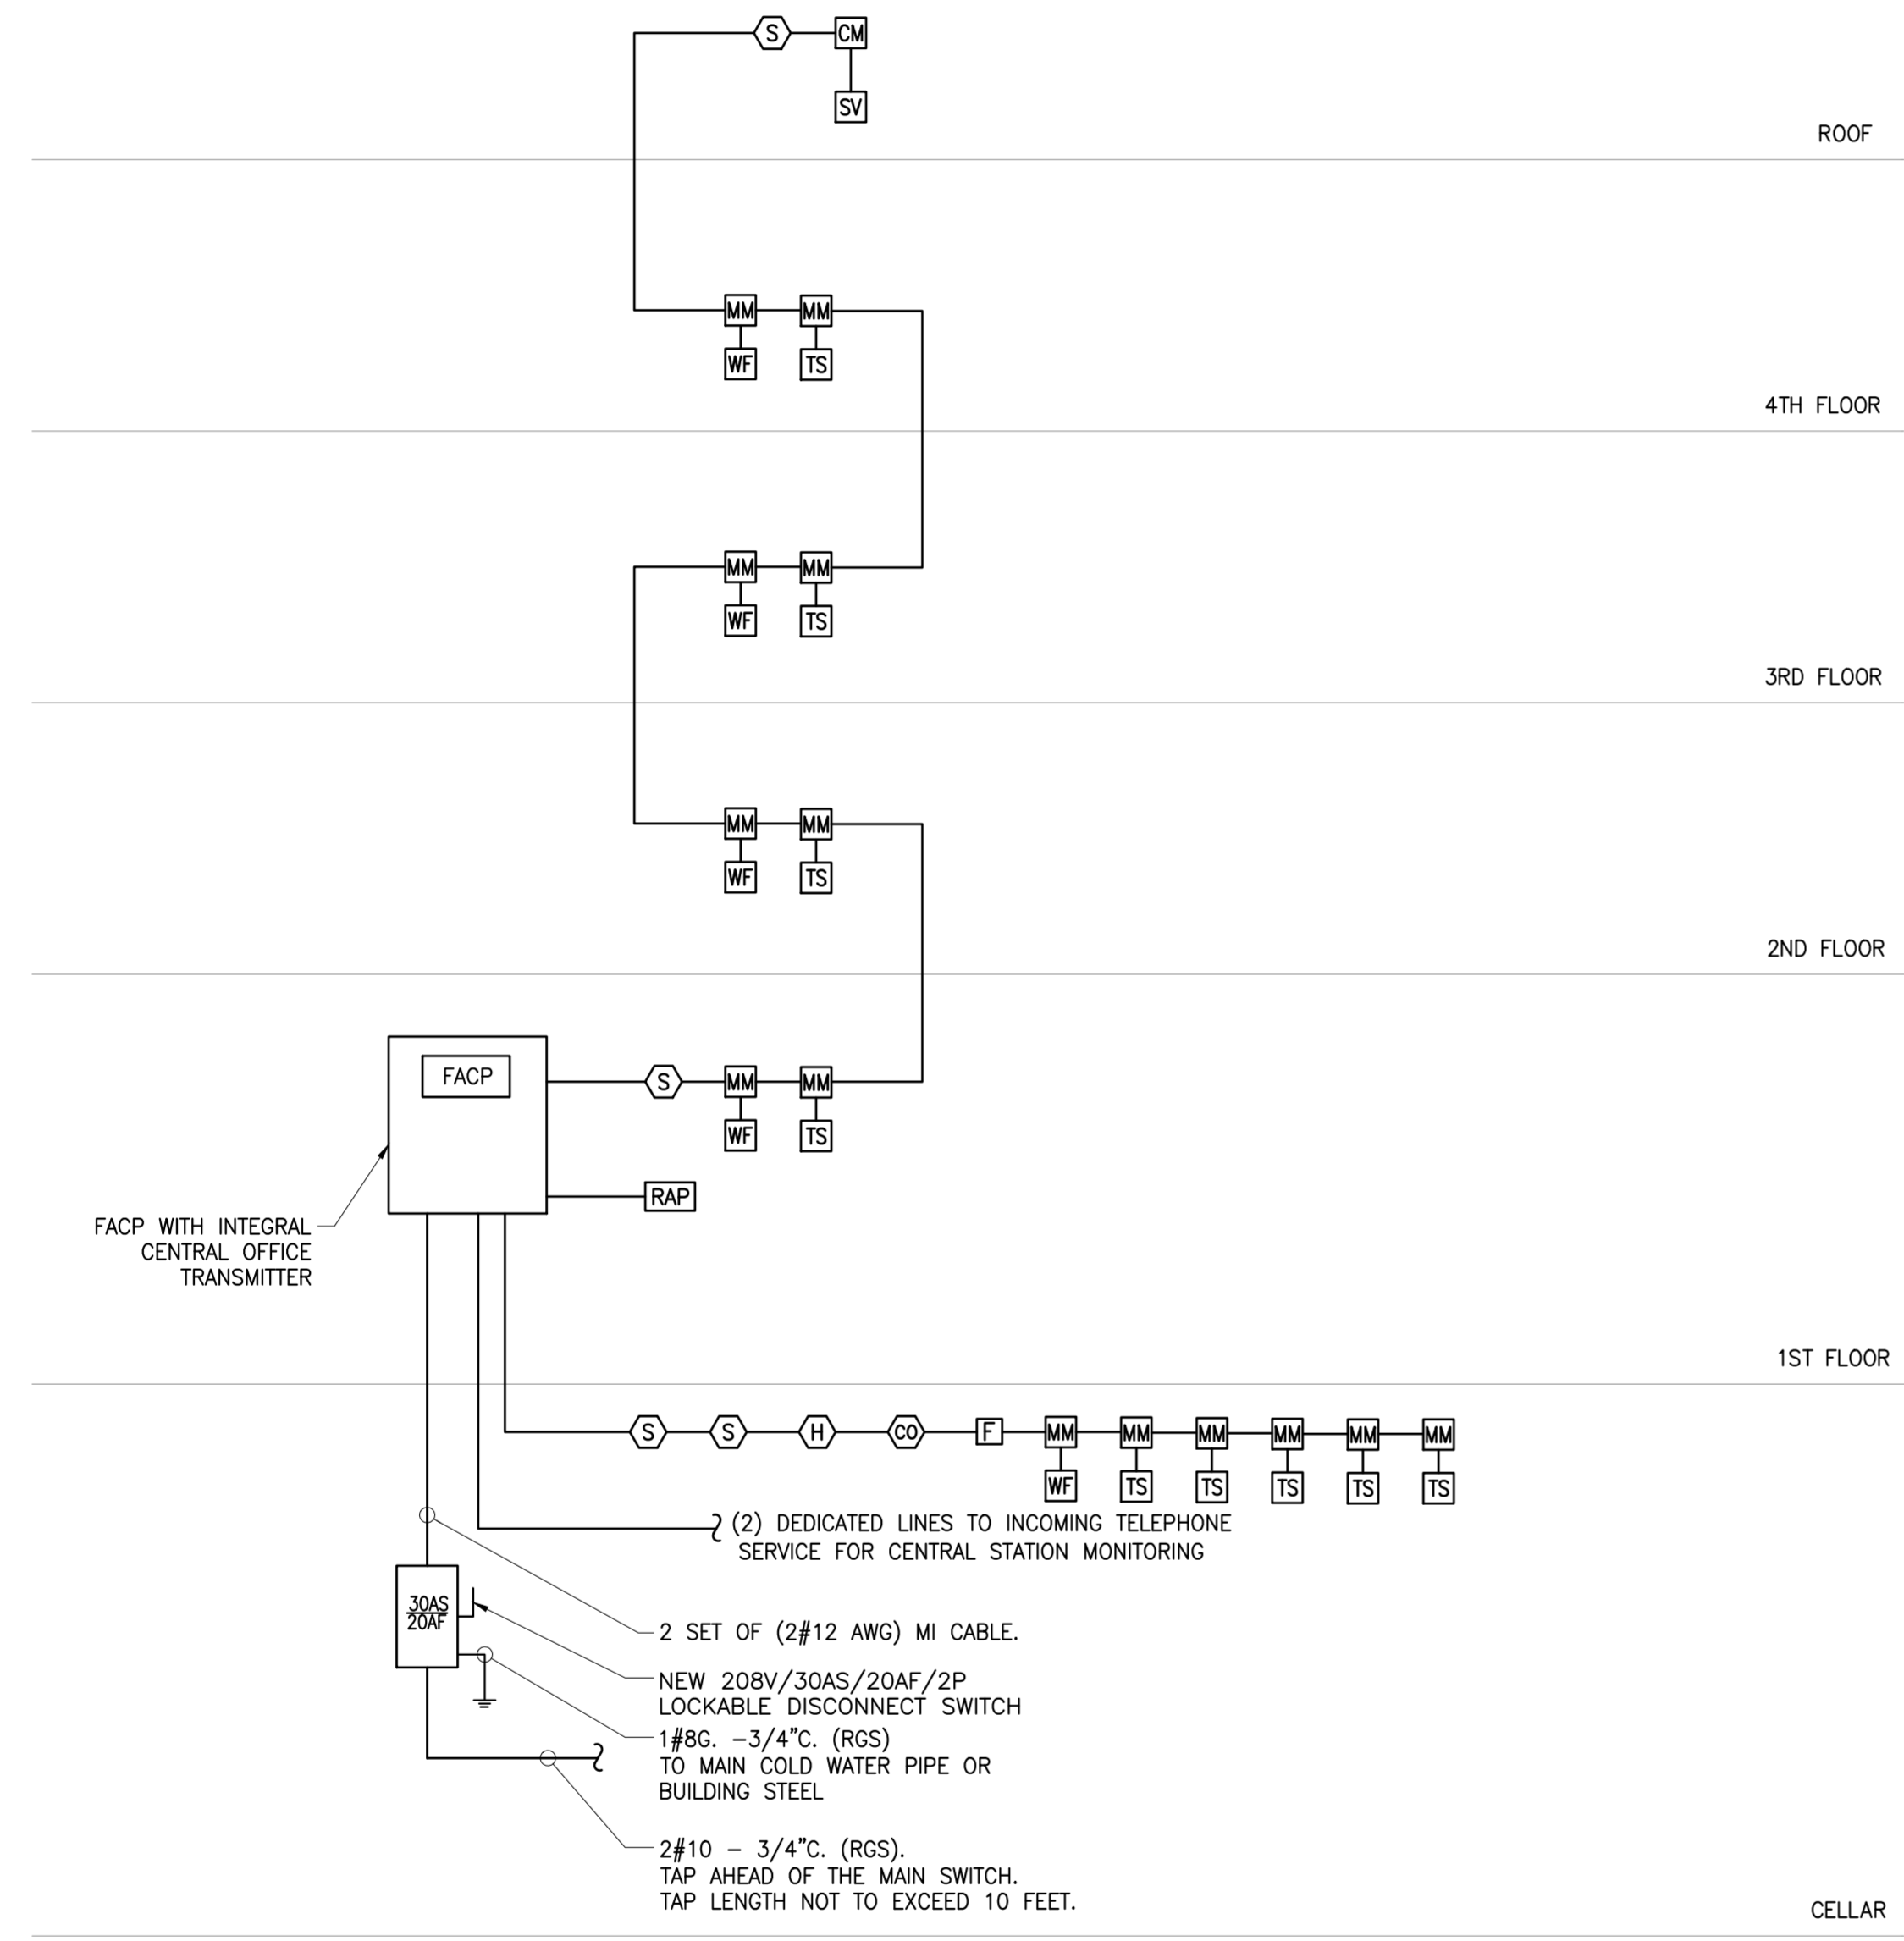 S CM
SV
ROOF
MM MM
WF TS
4TH FLOOR
MM MM
WF TS
3RD FLOOR
MM MM
WF TS
2ND FLOOR
FACP
S MM MM
WF TS
RAP
FACP WITH INTEGRAL
CENTRAL OFFICE
TRANSMITTER
1ST FLOOR
S S H CO F MM MM MM MM MM MM
WF TS TS TS TS TS
(2) DEDICATED LINES TO INCOMING TELEPHONE
SERVICE FOR CENTRAL STATION MONITORING
30AS
20AF
2 SET OF (2#12 AWG) MI CABLE.
NEW 208V/30AS/20AF/2P
LOCKABLE DISCONNECT SWITCH
1#8G. -3/4"C. (RGS)
TO MAIN COLD WATER PIPE OR
BUILDING STEEL
2#10 - 3/4"C. (RGS).
TAP AHEAD OF THE MAIN SWITCH.
TAP LENGTH NOT TO EXCEED 10 FEET.
CELLAR